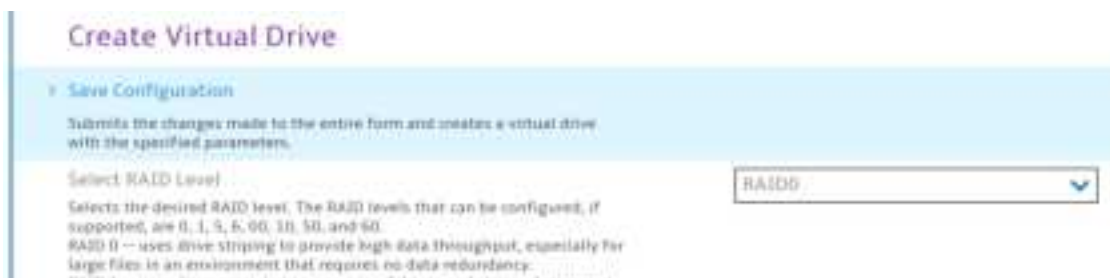 Create Virtual Drive
Save Configuration
Submits the changes made to the entire form and creates a virtual drive
with the specified parameters.
Select RAID Level
RAID0
Selects the desired RAID level. The RAID levels that can be configured, if
supported, are 0, 1, 5, 6, 00, 10, 50, and 60.
RAID 0 -- uses drive striping to provide high data throughput, especially for
large files in an environment that requires no data redundancy.